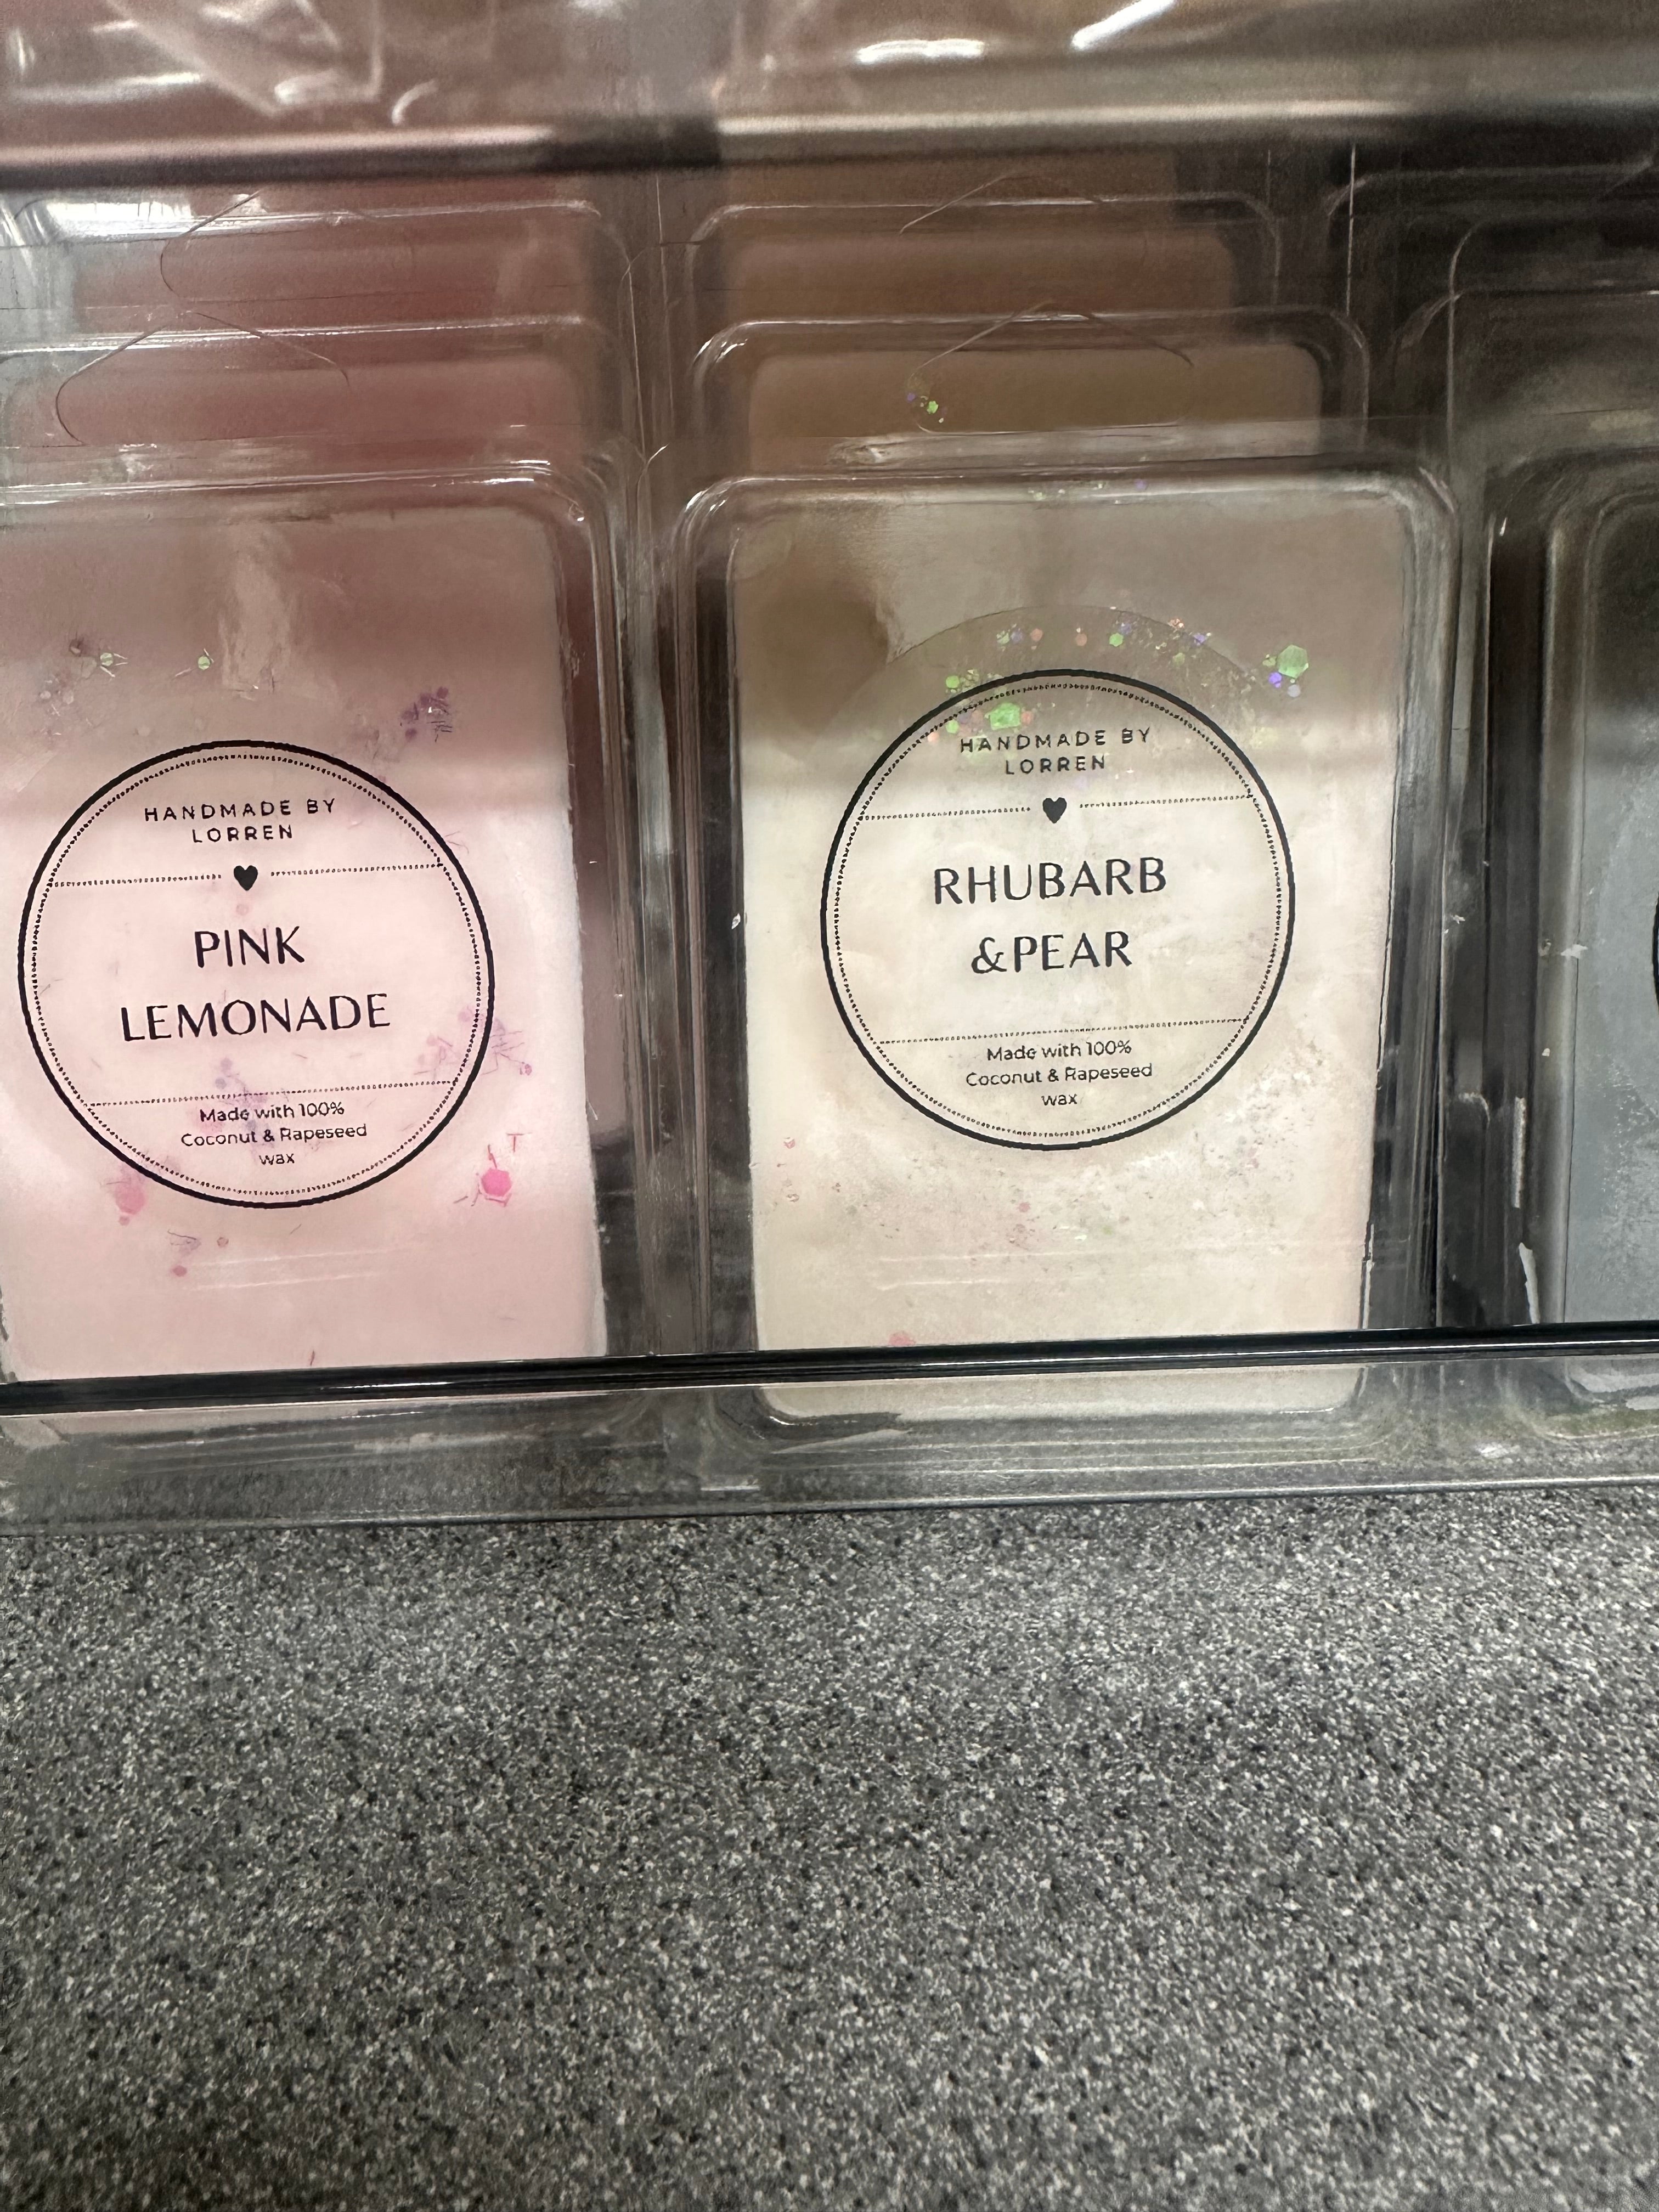 HANDMADE BY
LORREN
PINK
LEMONADE
Made with 100%
Coconut & Rapeseed
wax
HANDMADE BY
LORREN
RHUBARB
&PEAR
Made with 100%
Coconut & Rapeseed
wax